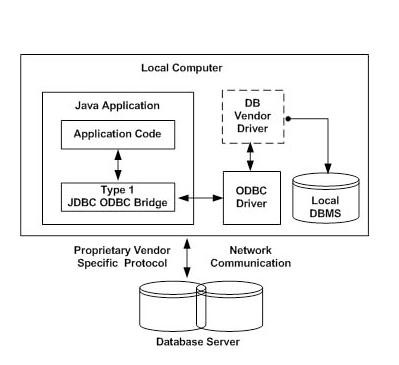 Local Computer
Java Application
Application Code
Type 1
JDBC ODBC Bridge
DB
Vendor
Driver
ODBC
Driver
Local
DBMS
Proprietary Vendor
Specific Protocol
Network
Communication
Database Server